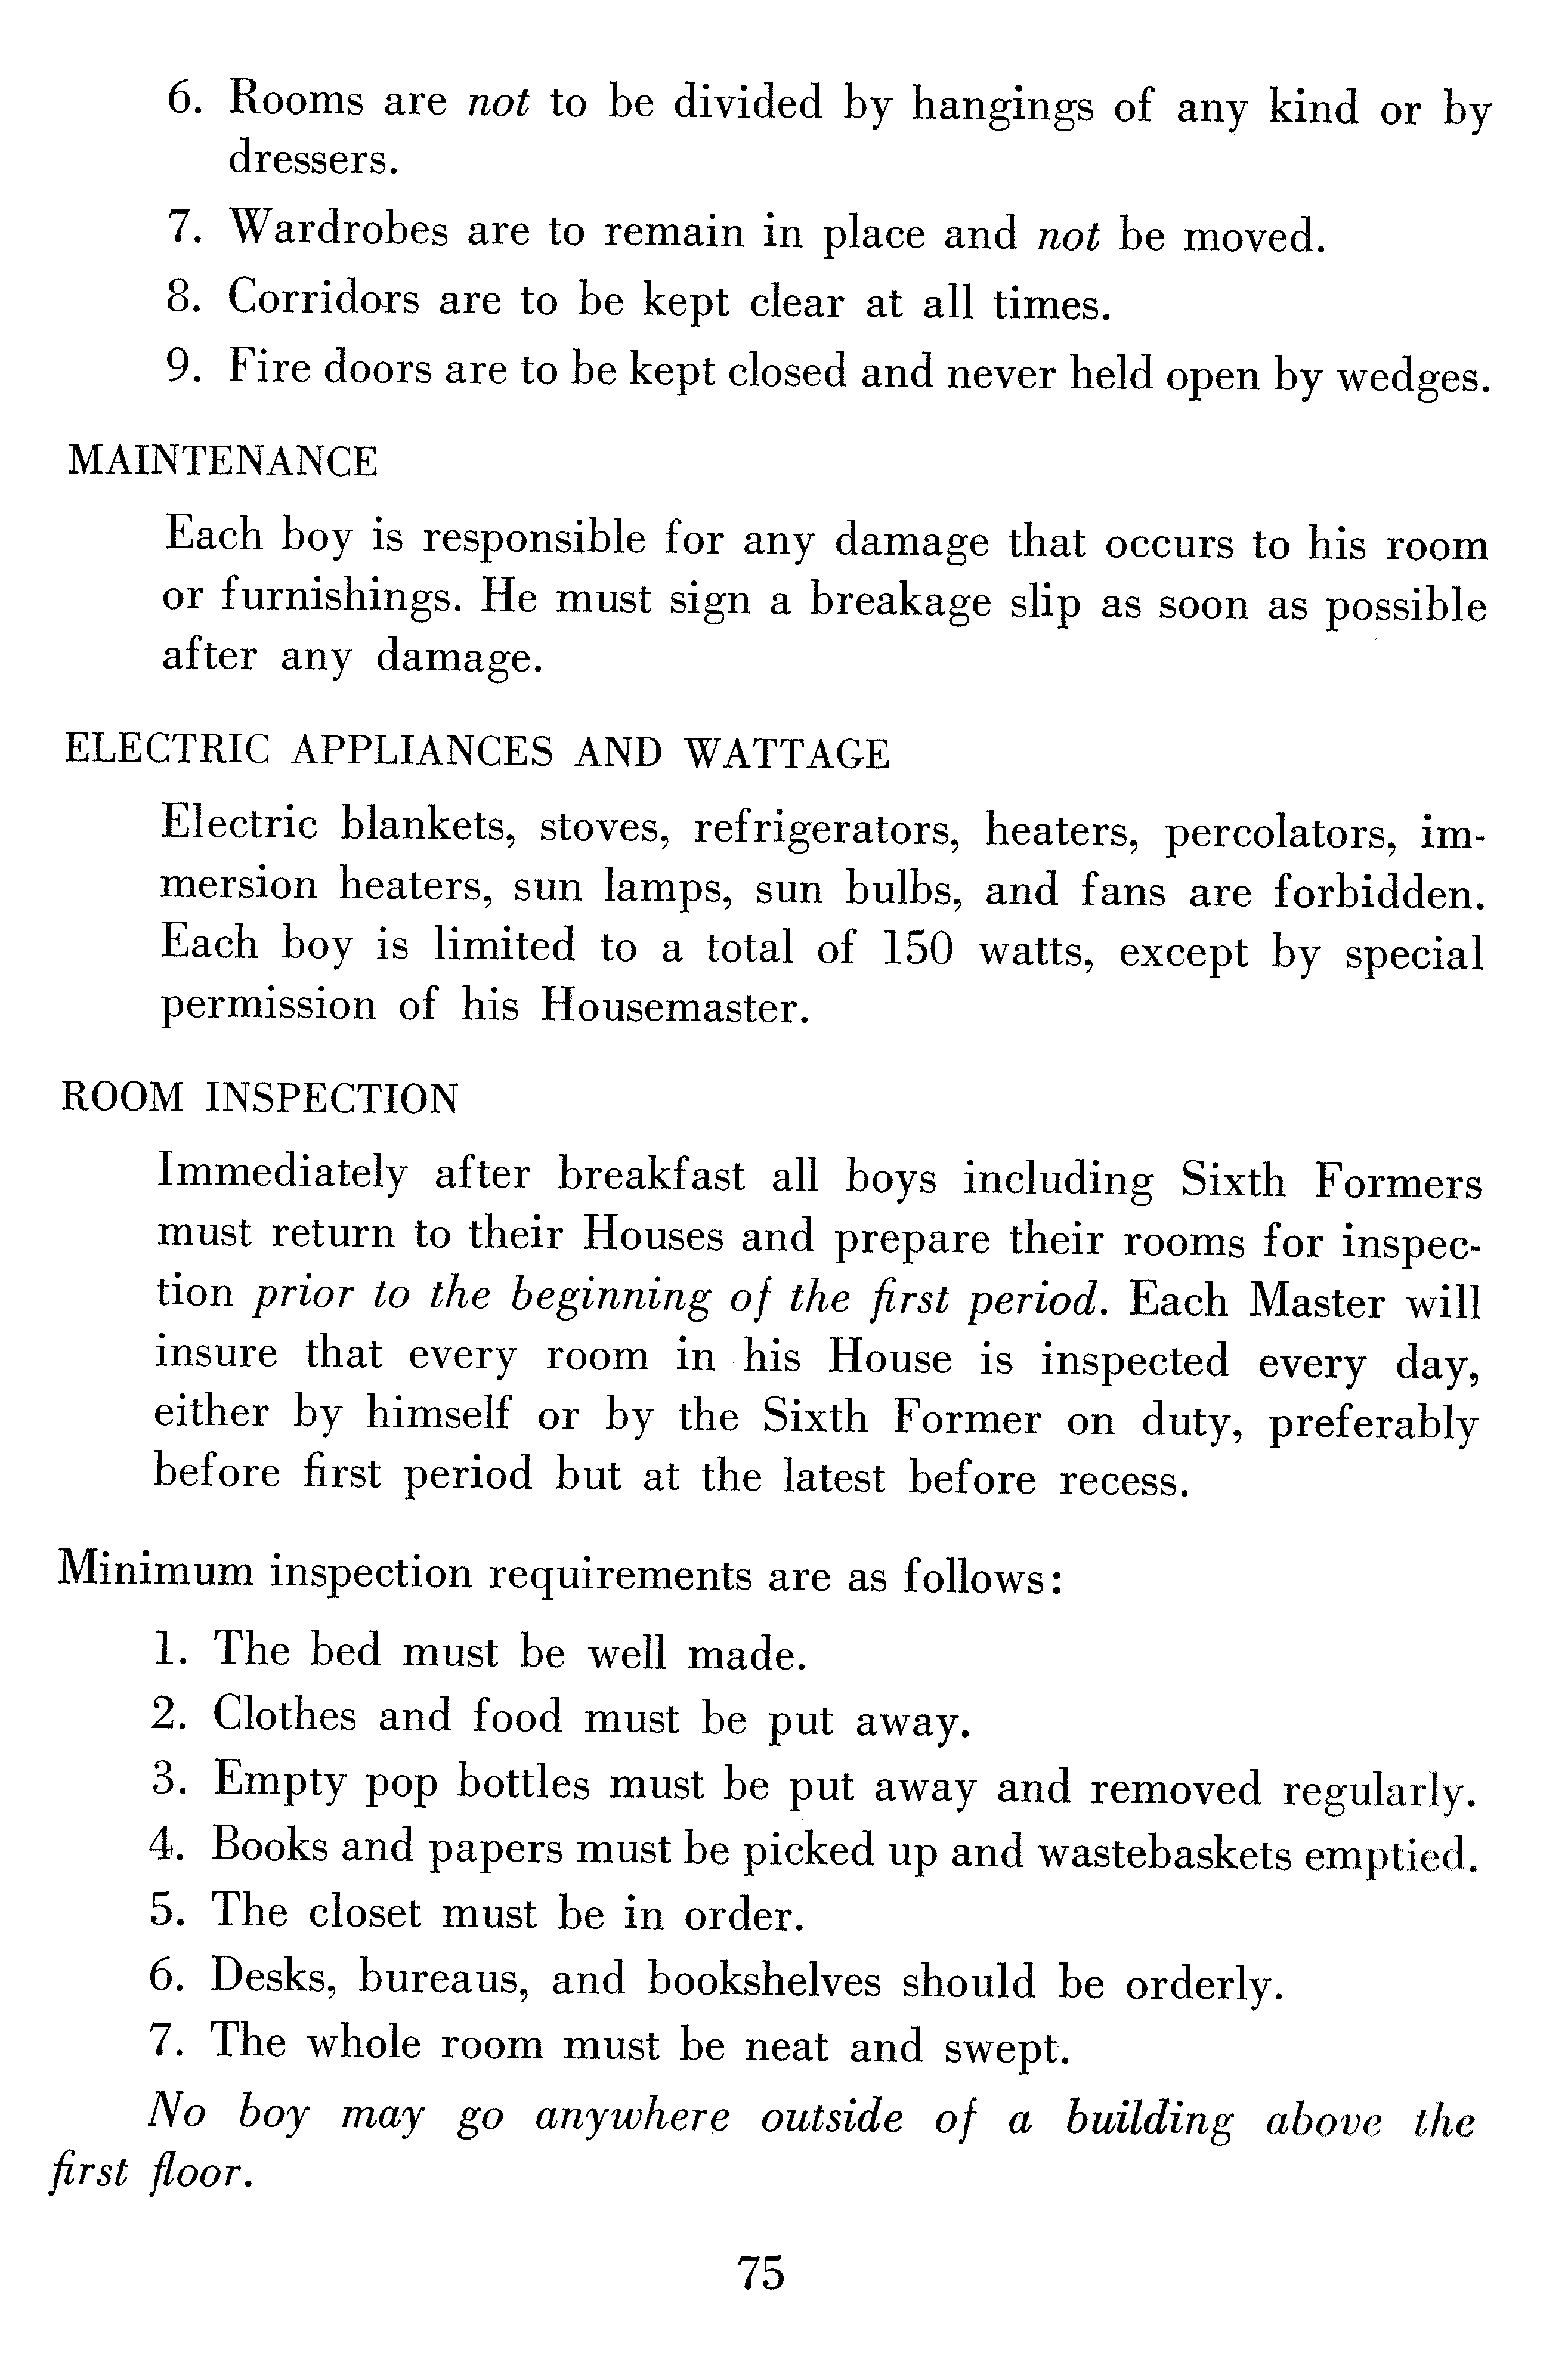 6. Rooms are not to be divided by hangings of any kind or by
dressers.
7. Wardrobes are to remain in place and not be moved.
8. Corridors are to be kept clear at all times.
9. Fire doors are to be kept closed and never held open by wedges.
MAINTENANCE
Each boy is responsible for any damage that occurs to his room
or furnishings. He must sign a breakage slip as soon as possible
after any damage.
ELECTRIC APPLIANCES AND WATTAGE
Electric blankets, stoves, refrigerators, heaters, percolators, im-
mersion heaters, sun lamps, sun bulbs, and fans are forbidden.
Each boy is limited to a total of 150 watts, except by special
permission of his Housemaster.
ROOM INSPECTION
Immediately after breakfast all boys including Sixth Formers
must return to their Houses and prepare their rooms for inspec-
tion prior to the beginning of the first period. Each Master will
insure that every room in his House is inspected every day,
either by himself or by the Sixth Former on duty, preferably
before first period but at the latest before recess.
Minimum inspection requirements are as follows:
1. The bed must be well made.
2. Clothes and food must be put away.
3. Empty pop bottles must be put away and removed regularly.
4. Books and papers must be picked up and wastebaskets emptied.
5. The closet must be in order.
6. Desks, bureaus, and bookshelves should be orderly.
7. The whole room must be neat and swept.
No boy may go anywhere outside of a building above the
first floor.
75